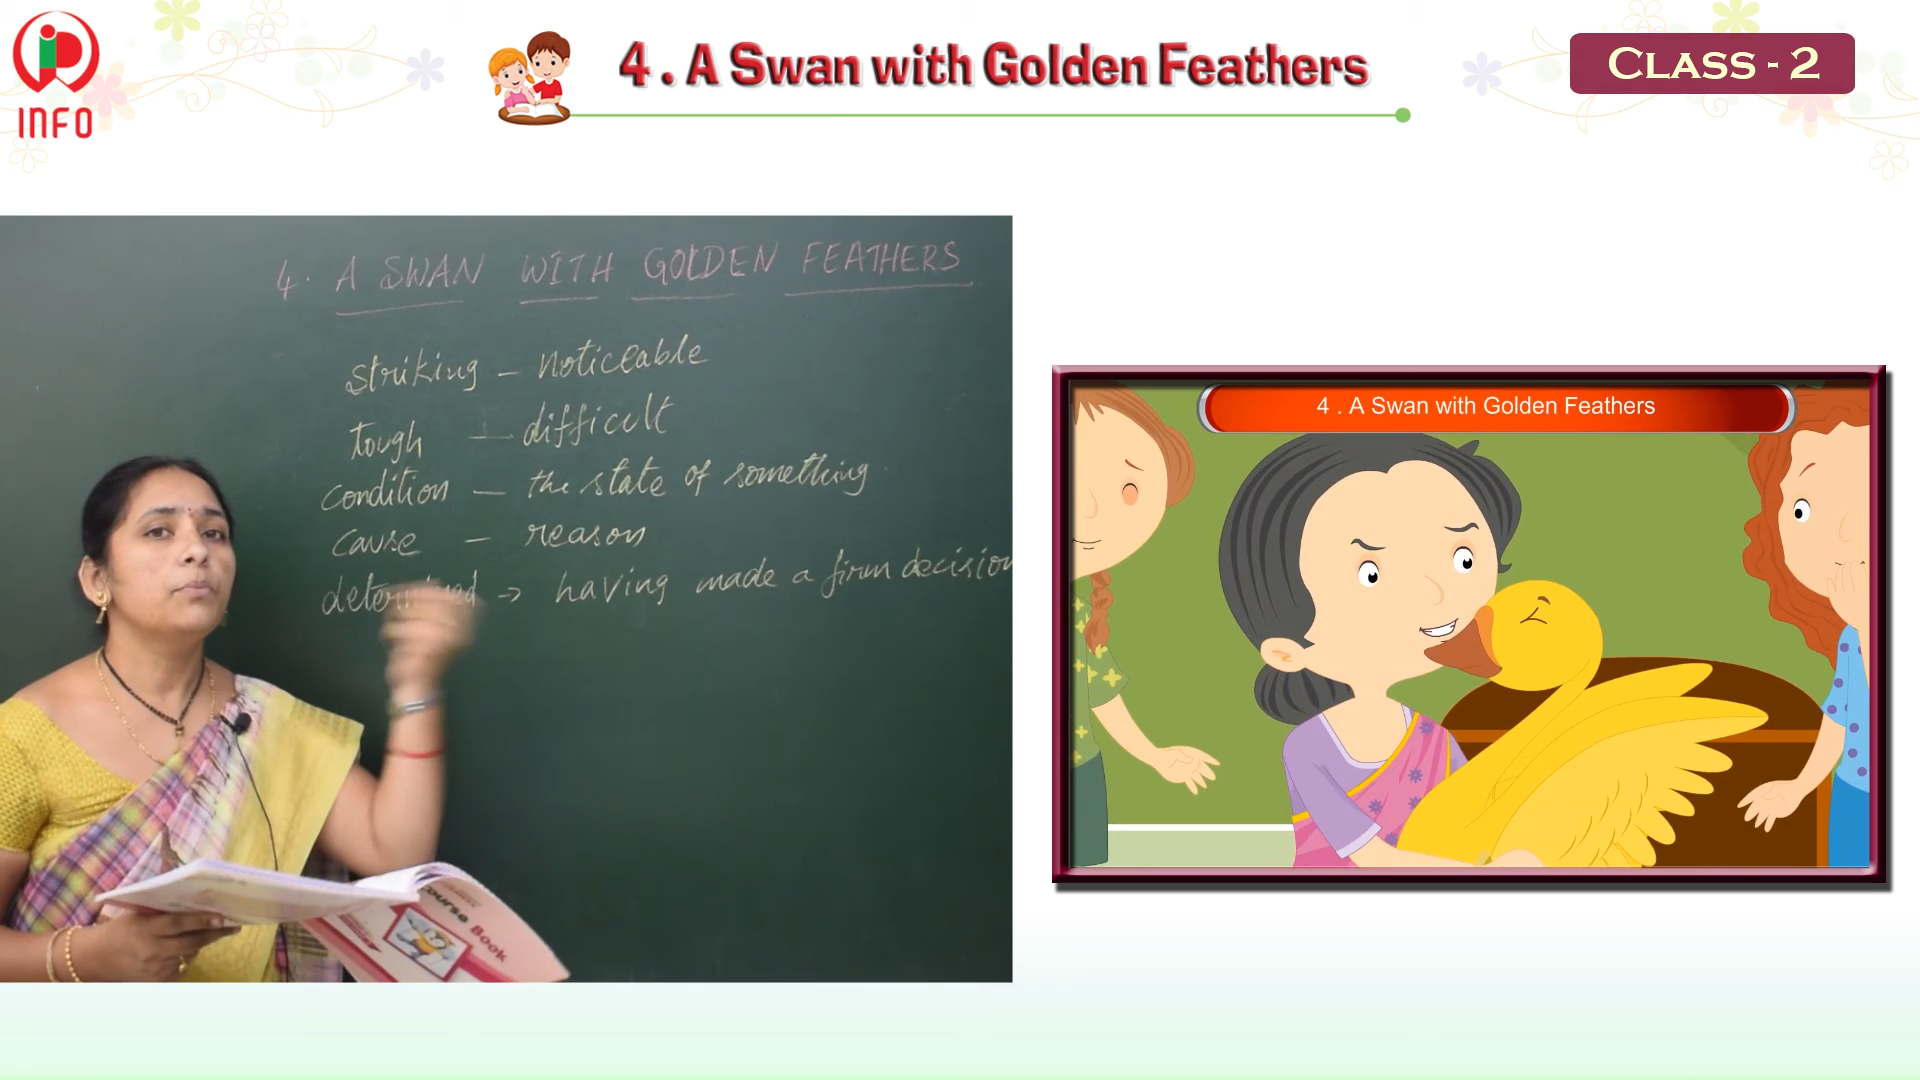 INFO
4 . A Swan with Golden Feathers
CLASS - 2
4. A SWAN WITH GOLDEN FEATHERS
striking — noticeable
tough — difficult
condition — the state of something
cause — reason
determined → having made a firm decision
Course Book
4 . A Swan with Golden Feathers